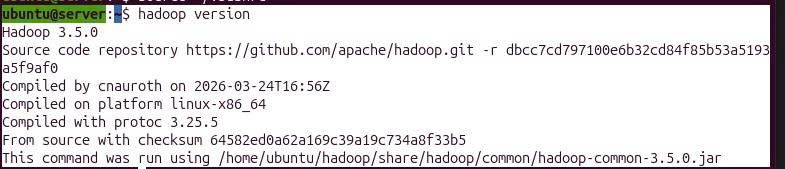 ubuntu@server:~$ hadoop version
Hadoop 3.5.0
Source code repository https://github.com/apache/hadoop.git -r dbcc7cd797100e6b32cd84f85b53a5193
a5f9af0
Compiled by cnauroth on 2026-03-24T16:56Z
Compiled on platform linux-x86_64
Compiled with protoc 3.25.5
From source with checksum 64582ed0a62a169c39a19c734a8f33b5
This command was run using /home/ubuntu/hadoop/share/hadoop/common/hadoop-common-3.5.0.jar